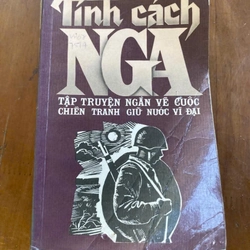 Tính cách
NGA
TẬP TRUYỆN NGẮN VỀ CUỘC
CHIẾN TRANH GIỮ NƯỚC VĨ ĐẠI